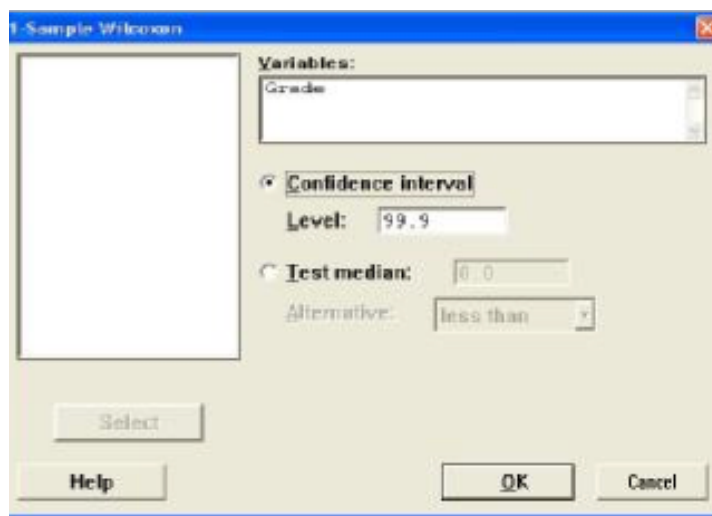 1-Sample Wilcoxon
Variables:
Grade
Confidence interval
Level: 99.9
Test median: 0.0
Alternative: less than
Select
Help
OK
Cancel